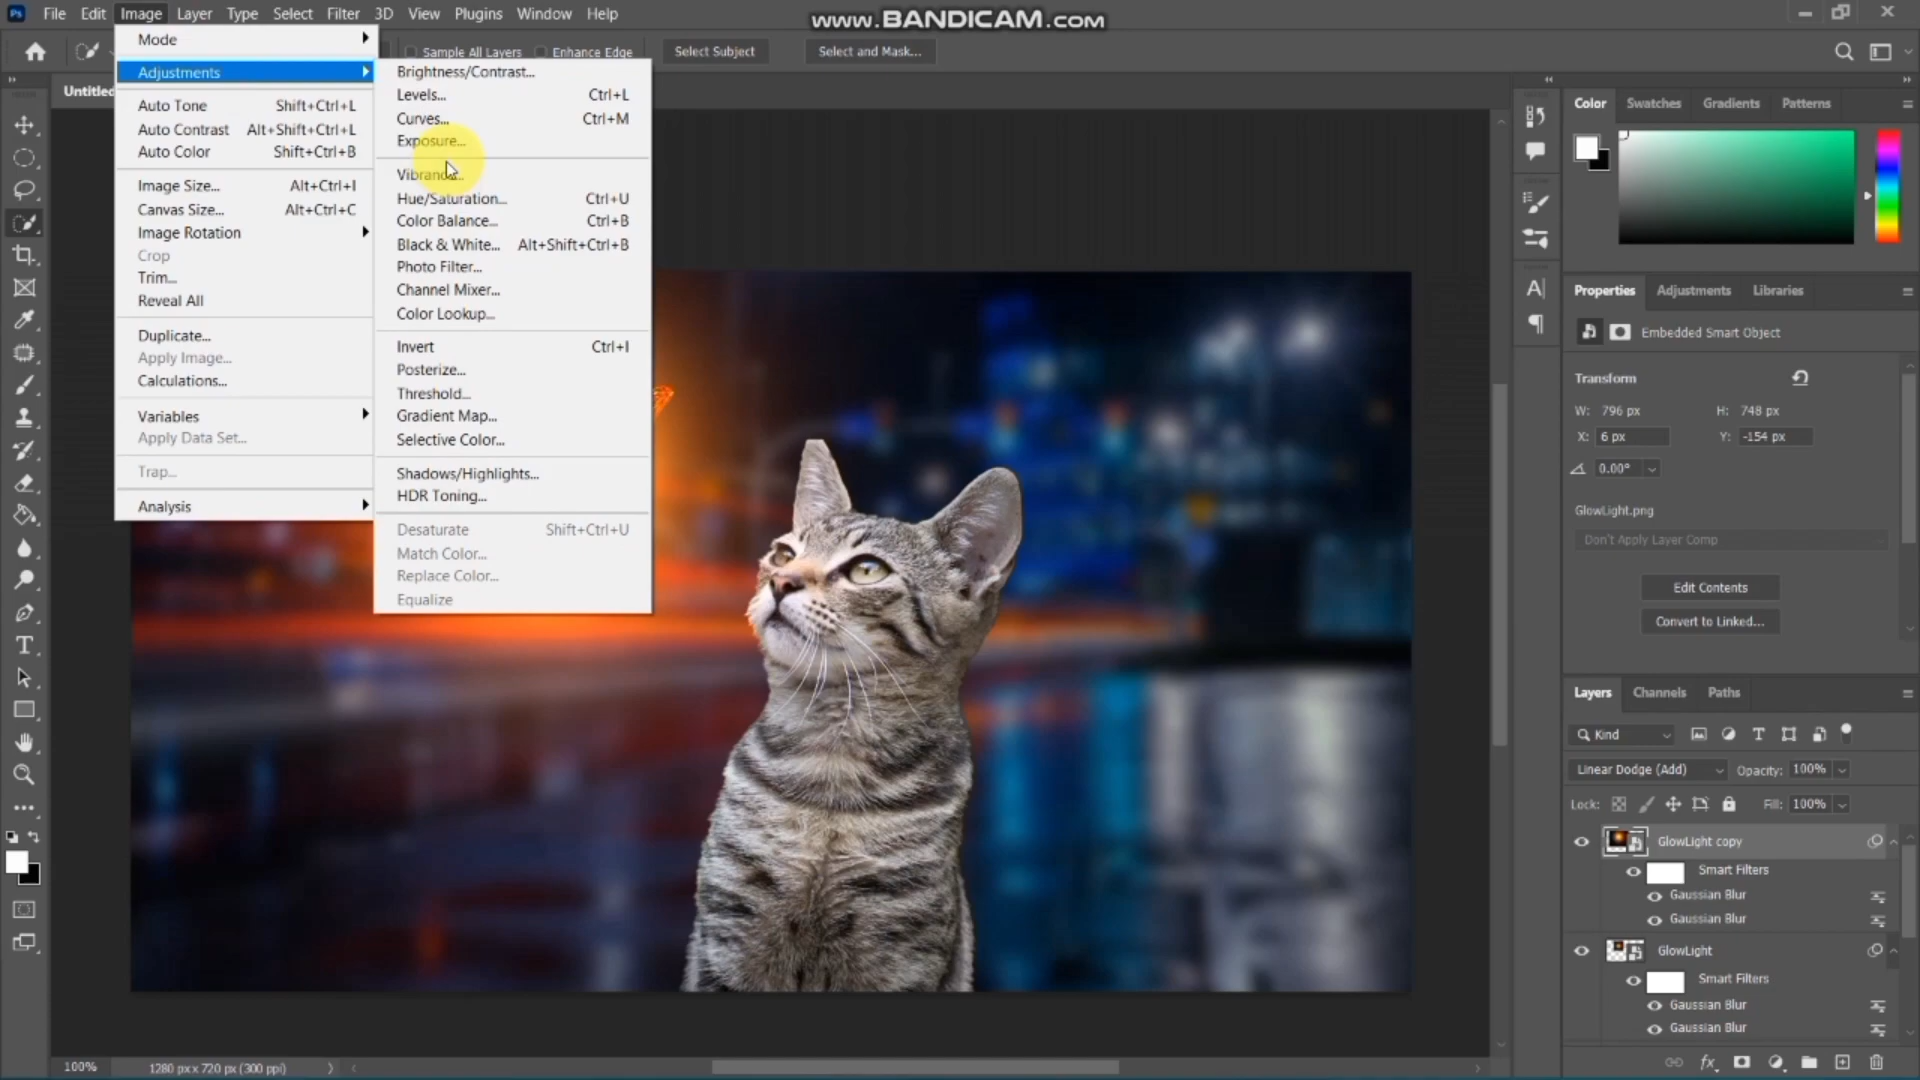 Ps File Edit Image Layer Type Select Filter 3D View Plugins Window Help
www.BANDICAM.com
Sample All Layers Enhance Edge Select Subject Select and Mask...
Untitled
Mode
Adjustments
Auto Tone Shift+Ctrl+L
Auto Contrast Alt+Shift+Ctrl+L
Auto Color Shift+Ctrl+B
Image Size... Alt+Ctrl+I
Canvas Size... Alt+Ctrl+C
Image Rotation
Crop
Trim...
Reveal All
Duplicate...
Apply Image...
Calculations...
Variables
Apply Data Set...
Trap...
Analysis
Brightness/Contrast...
Levels... Ctrl+L
Curves... Ctrl+M
Exposure...
Vibrance...
Hue/Saturation... Ctrl+U
Color Balance... Ctrl+B
Black & White... Alt+Shift+Ctrl+B
Photo Filter...
Channel Mixer...
Color Lookup...
Invert Ctrl+I
Posterize...
Threshold...
Gradient Map...
Selective Color...
Shadows/Highlights...
HDR Toning...
Desaturate Shift+Ctrl+U
Match Color...
Replace Color...
Equalize
Color Swatches Gradients Patterns
Properties Adjustments Libraries
Embedded Smart Object
Transform
W: 796 px H: 748 px
X: 6 px Y: -154 px
0.00°
GlowLight.png
Don't Apply Layer Comp
Edit Contents
Convert to Linked...
Layers Channels Paths
Kind
Linear Dodge (Add) Opacity: 100%
Lock: Fill: 100%
GlowLight copy
Smart Filters
Gaussian Blur
Gaussian Blur
GlowLight
Smart Filters
Gaussian Blur
Gaussian Blur
100% 1280 px x 720 px (300 ppi)